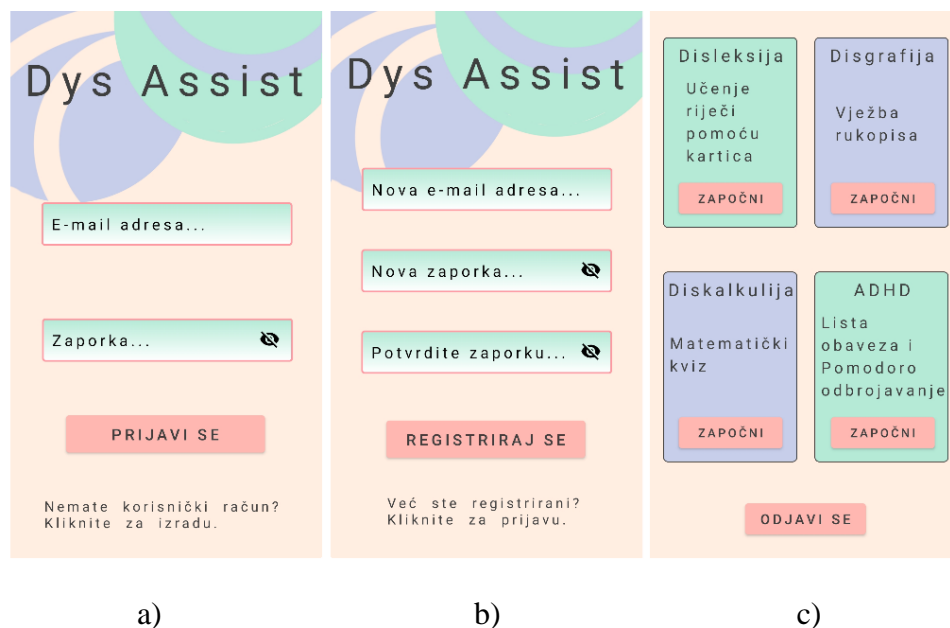 Dys Assist
E-mail adresa...
Zaporka...
PRIJAVI SE
Nemate korisnički račun?
Kliknite za izradu.
a)
Dys Assist
Nova e-mail adresa...
Nova zaporka...
Potvrdite zaporku...
REGISTRIRAJ SE
Već ste registrirani?
Kliknite za prijavu.
b)
Disleksija
Učenje
riječi
pomoću
kartica
ZAPOČNI
Disgrafija
Vježba
rukopisa
ZAPOČNI
Diskalkulija
Matematički
kviz
ZAPOČNI
ADHD
Lista
obaveza i
Pomodoro
odbrojavanje
ZAPOČNI
ODJAVI SE
c)